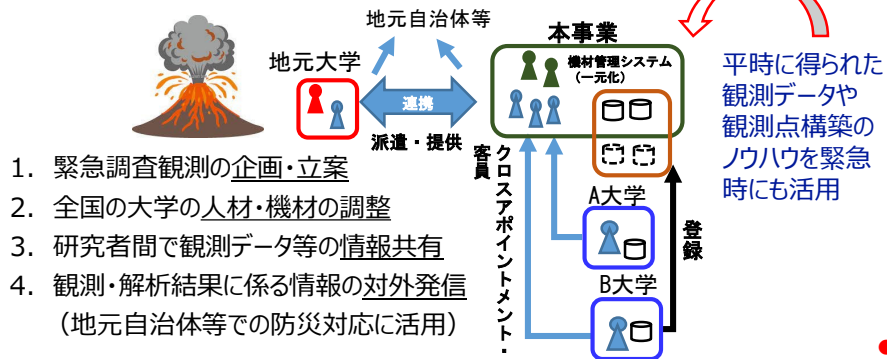 地元自治体等
本事業
地元大学
機材管理システム
（一元化）
連携
派遣・提供
平時に得られた
観測データや
観測点構築の
ノウハウを緊急
時にも活用
クロスアポイントメント・
客員
A大学
B大学
登録
1. 緊急調査観測の企画・立案
2. 全国の大学の人材・機材の調整
3. 研究者間で観測データ等の情報共有
4. 観測・解析結果に係る情報の対外発信
（地元自治体等での防災対応に活用）